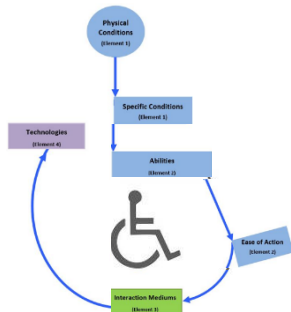 Physical
Conditions
(Element 1)
Specific Conditions
(Element 1)
Technologies
(Element 4)
Abilities
(Element 2)
Ease of Action
(Element 2)
Interaction Mediums
(Element 3)